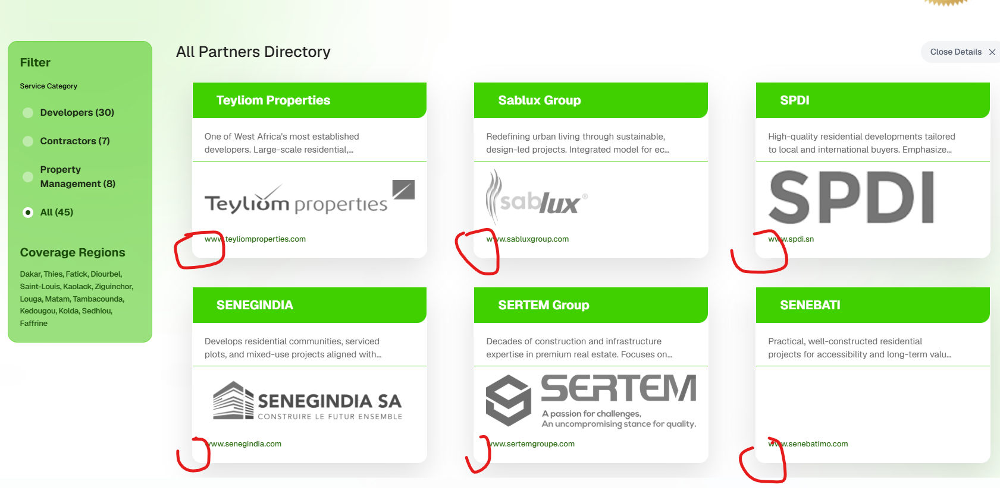 Filter
Service Category
Developers (30)
Contractors (7)
Property
Management (8)
All (45)
Coverage Regions
Dakar, Thies, Fatick, Diourbel,
Saint-Louis, Kaolack, Ziguinchor,
Louga, Matam, Tambacounda,
Kedougou, Kolda, Sedhiou,
Faffrine
All Partners Directory
Close Details
Teyliom Properties
One of West Africa's most established
developers. Large-scale residential,...
Teyliom properties
www.teyliomproperties.com
Sablux Group
Redefining urban living through sustainable,
design-led projects. Integrated model for ec...
sablux®
www.sabluxgroup.com
SPDI
High-quality residential developments tailored
to local and international buyers. Emphasize...
SPDI
www.spdi.sn
SENEGINDIA
Develops residential communities, serviced
plots, and mixed-use projects aligned with...
SENEGINDIA SA
CONSTRUIRE LE FUTUR ENSEMBLE
www.senegindia.com
SERTEM Group
Decades of construction and infrastructure
expertise in premium real estate. Focuses on...
SERTEM
A passion for challenges,
An uncompromising stance for quality.
www.sertemgroupe.com
SENEBATI
Practical, well-constructed residential
projects for accessibility and long-term valu...
www.senebatimo.com